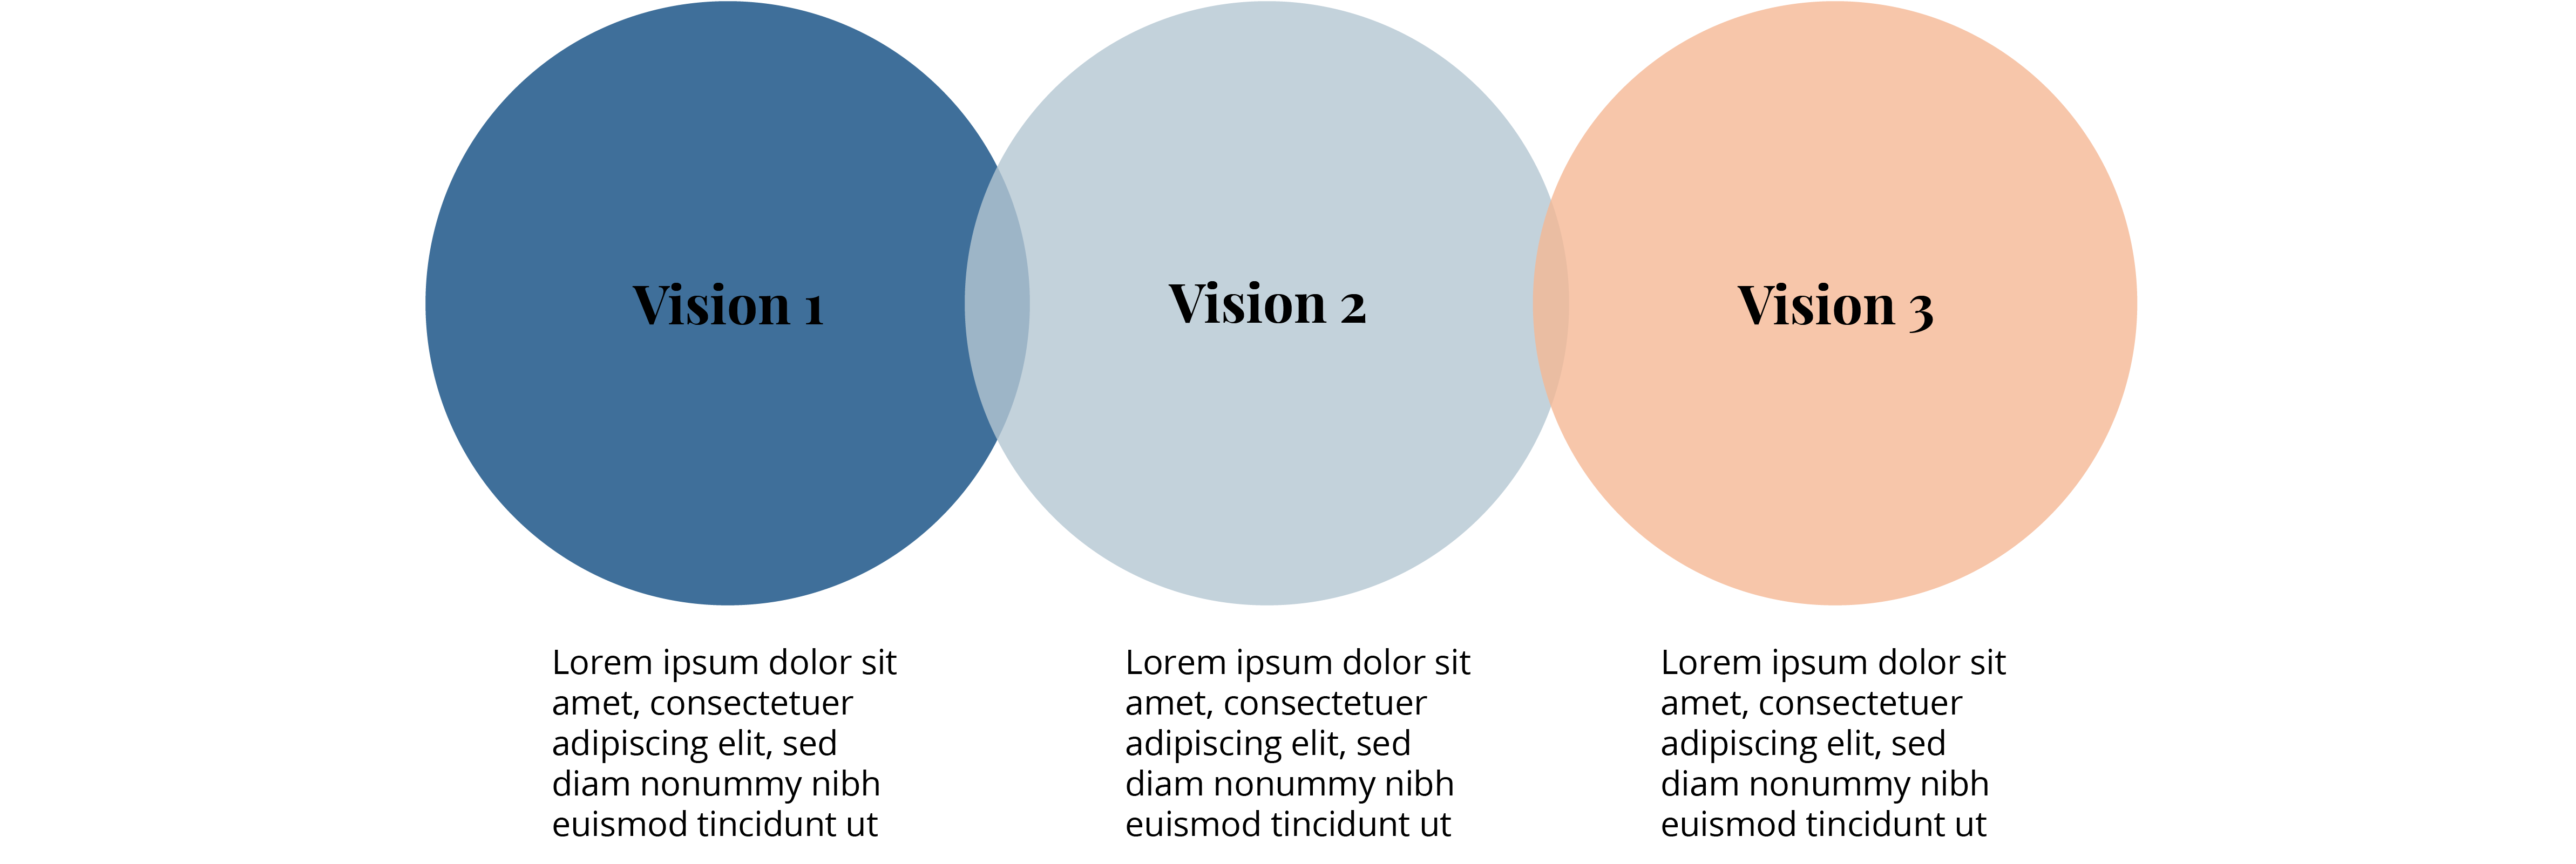 Vision 1
Vision 2
Vision 3
Lorem ipsum dolor sit
amet, consectetuer
adipiscing elit, sed
diam nonummy nibh
euismod tincidunt ut
Lorem ipsum dolor sit
amet, consectetuer
adipiscing elit, sed
diam nonummy nibh
euismod tincidunt ut
Lorem ipsum dolor sit
amet, consectetuer
adipiscing elit, sed
diam nonummy nibh
euismod tincidunt ut